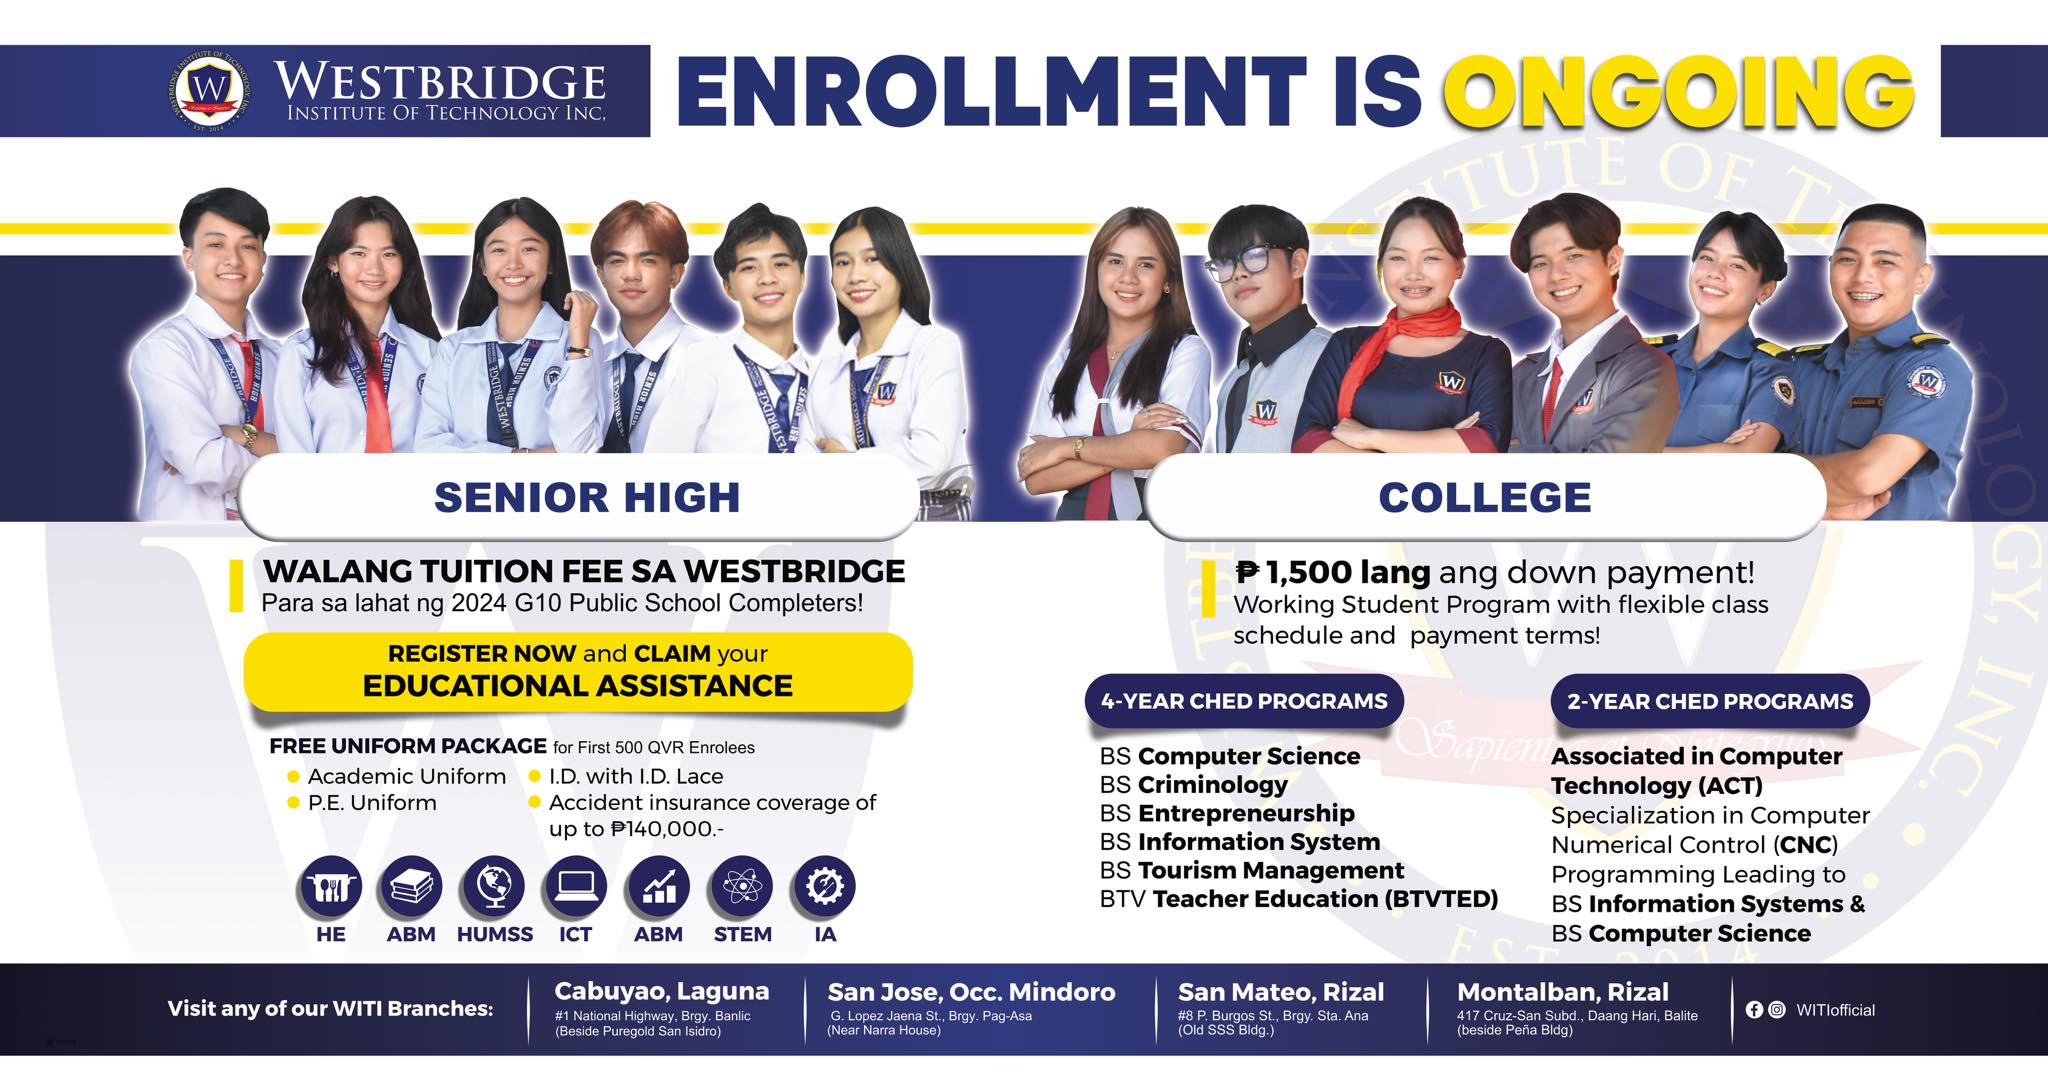 WESTBRIDGE
INSTITUTE OF TECHNOLOGY INC,
ENROLLMENT IS ONGOING
SENIOR HIGH
WALANG TUITION FEE SA WESTBRIDGE
Para sa lahat ng 2024 G10 Public School Completers!
REGISTER NOW and CLAIM your
EDUCATIONAL ASSISTANCE
FREE UNIFORM PACKAGE for First 500 QVR Enrolees
Academic Uniform
P.E. Uniform
I.D. with I.D. Lace
Accident insurance coverage of
up to ₱140,000.-
HE ABM HUMSS ICT ABM STEM IA
COLLEGE
₱ 1,500 lang ang down payment!
Working Student Program with flexible class
schedule and payment terms!
4-YEAR CHED PROGRAMS
BS Computer Science
BS Criminology
BS Entrepreneurship
BS Information System
BS Tourism Management
BTV Teacher Education (BTVTED)
2-YEAR CHED PROGRAMS
Associated in Computer
Technology (ACT)
Specialization in Computer
Numerical Control (CNC)
Programming Leading to
BS Information Systems &
BS Computer Science
Visit any of our WITI Branches:
Cabuyao, Laguna
#1 National Highway, Brgy. Banlic
(Beside Puregold San Isidro)
San Jose, Occ. Mindoro
G. Lopez Jaena St., Brgy. Pag-Asa
(Near Narra House)
San Mateo, Rizal
#8 P. Burgos St., Brgy. Sta. Ana
(Old SSS Bldg.)
Montalban, Rizal
417 Cruz-San Subd., Daang Hari, Balite
(beside Peña Bldg)
WITIofficial